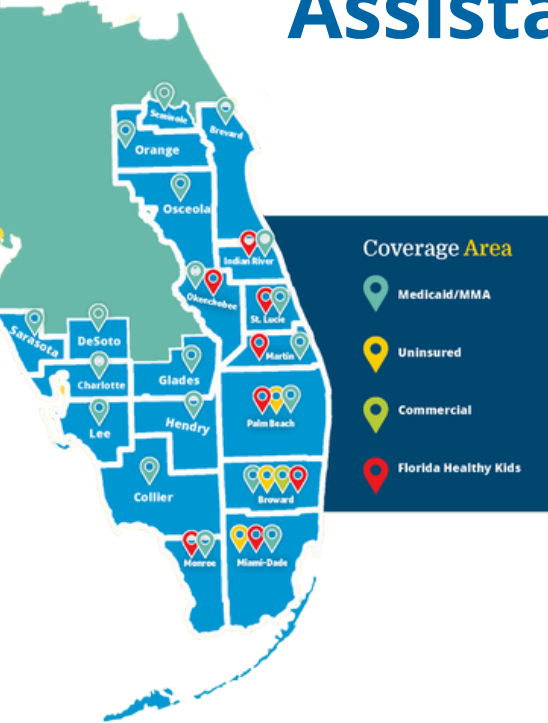 Assista
Seminole
Brevard
Orange
Osceola
Coverage Area
Indian River
Okeechobee
Medicaid/MMA
St. Lucie
Sarasota
DeSoto
Martin
Uninsured
Charlotte
Glades
Commercial
Palm Beach
Hendry
Lee
Florida Healthy Kids
Collier
Broward
Monroe
Miami-Dade